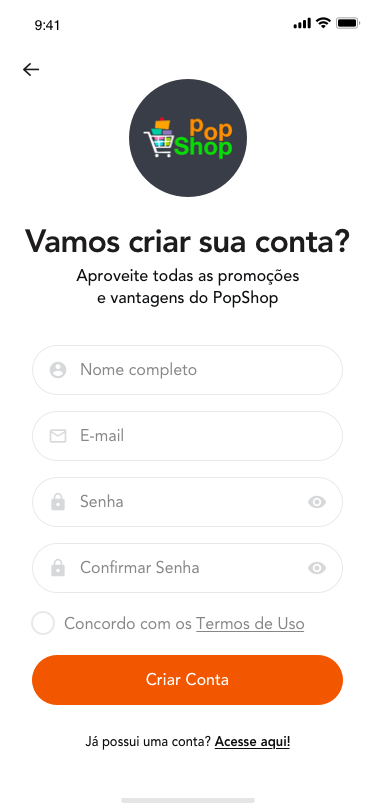 9:41
pop
Shop
Vamos criar sua conta?
Aproveite todas as promoções
e vantagens do PopShop
Nome completo
E-mail
Senha
Confirmar Senha
Concordo com os Termos de Uso
Criar Conta
Já possui uma conta? Acesse aqui!